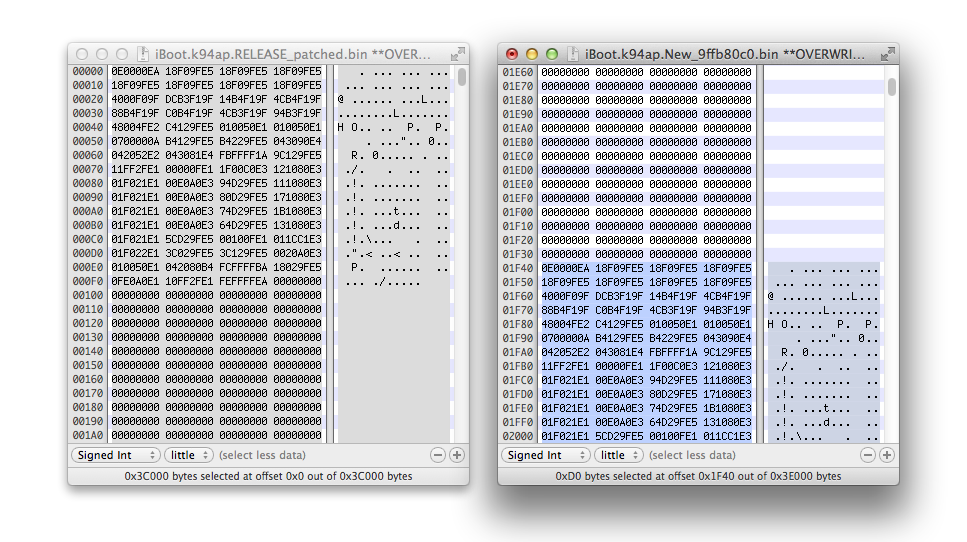 iBoot.k94ap.RELEASE_patched.bin **OVER...
00000 0E0000EA 18F09FE5 18F09FE5 18F09FE5 . ... ... ...
00010 18F09FE5 18F09FE5 18F09FE5 18F09FE5 ... ... ... ...
00020 4000F09F DCB3F19F 14B4F19F 4CB4F19F @ ...... ...L...
00030 88B4F19F C0B4F19F 4CB3F19F 94B3F19F ........L.......
00040 48004FE2 C4129FE5 010050E1 010050E1 H O.. .. P. P.
00050 0700000A B4129FE5 B4229FE5 043090E4 . ...".. 0..
00060 042052E2 043081E4 FBFFFF1A 9C129FE5 R. 0...... . ..
00070 11FF2FE1 00000FE1 1F00C0E3 121080E3 ./. . .. ..
00080 01F021E1 00E0A0E3 94D29FE5 111080E3 .!. ....... ..
00090 01F021E1 00E0A0E3 80D29FE5 171080E3 .!. ....... ..
000A0 01F021E1 00E0A0E3 74D29FE5 1B1080E3 .!. ...t... ..
000B0 01F021E1 00E0A0E3 64D29FE5 131080E3 .!. ...d... ..
000C0 01F021E1 5CD29FE5 00100FE1 011CC1E3 .!.\... . ..
000D0 01F022E1 3C029FE5 3C129FE5 0020A0E3 .".< ..< .. ..
000E0 010050E1 042080B4 FCFFFFBA 18029FE5 P. ...... ..
000F0 0FE0A0E1 10FF2FE1 FEFFFFEA 00000000 ... ./.....
00100 00000000 00000000 00000000 00000000
00110 00000000 00000000 00000000 00000000
00120 00000000 00000000 00000000 00000000
00130 00000000 00000000 00000000 00000000
00140 00000000 00000000 00000000 00000000
00150 00000000 00000000 00000000 00000000
00160 00000000 00000000 00000000 00000000
00170 00000000 00000000 00000000 00000000
00180 00000000 00000000 00000000 00000000
00190 00000000 00000000 00000000 00000000
001A0 00000000 00000000 00000000 00000000
Signed Int little (select less data)
0x3C000 bytes selected at offset 0x0 out of 0x3C000 bytes
iBoot.k94ap.New_9ffb80c0.bin **OVERWRI...
01E60 00000000 00000000 00000000 00000000
01E70 00000000 00000000 00000000 00000000
01E80 00000000 00000000 00000000 00000000
01E90 00000000 00000000 00000000 00000000
01EA0 00000000 00000000 00000000 00000000
01EB0 00000000 00000000 00000000 00000000
01EC0 00000000 00000000 00000000 00000000
01ED0 00000000 00000000 00000000 00000000
01EE0 00000000 00000000 00000000 00000000
01EF0 00000000 00000000 00000000 00000000
01F00 00000000 00000000 00000000 00000000
01F10 00000000 00000000 00000000 00000000
01F20 00000000 00000000 00000000 00000000
01F30 00000000 00000000 00000000 00000000
01F40 0E0000EA 18F09FE5 18F09FE5 18F09FE5 . ... ... ...
01F50 18F09FE5 18F09FE5 18F09FE5 18F09FE5 ... ... ... ...
01F60 4000F09F DCB3F19F 14B4F19F 4CB4F19F @ ...... ...L...
01F70 88B4F19F C0B4F19F 4CB3F19F 94B3F19F ........L.......
01F80 48004FE2 C4129FE5 010050E1 010050E1 H O.. .. P. P.
01F90 0700000A B4129FE5 B4229FE5 043090E4 . ...".. 0..
01FA0 042052E2 043081E4 FBFFFF1A 9C129FE5 R. 0...... . ..
01FB0 11FF2FE1 00000FE1 1F00C0E3 121080E3 ./. . .. ..
01FC0 01F021E1 00E0A0E3 94D29FE5 111080E3 .!. ....... ..
01FD0 01F021E1 00E0A0E3 80D29FE5 171080E3 .!. ....... ..
01FE0 01F021E1 00E0A0E3 74D29FE5 1B1080E3 .!. ...t... ..
01FF0 01F021E1 00E0A0E3 64D29FE5 131080E3 .!. ...d... ..
02000 01F021E1 5CD29FE5 00100FE1 011CC1E3 .!.\... . ..
Signed Int little (select less data)
0xD0 bytes selected at offset 0x1F40 out of 0x3E000 bytes